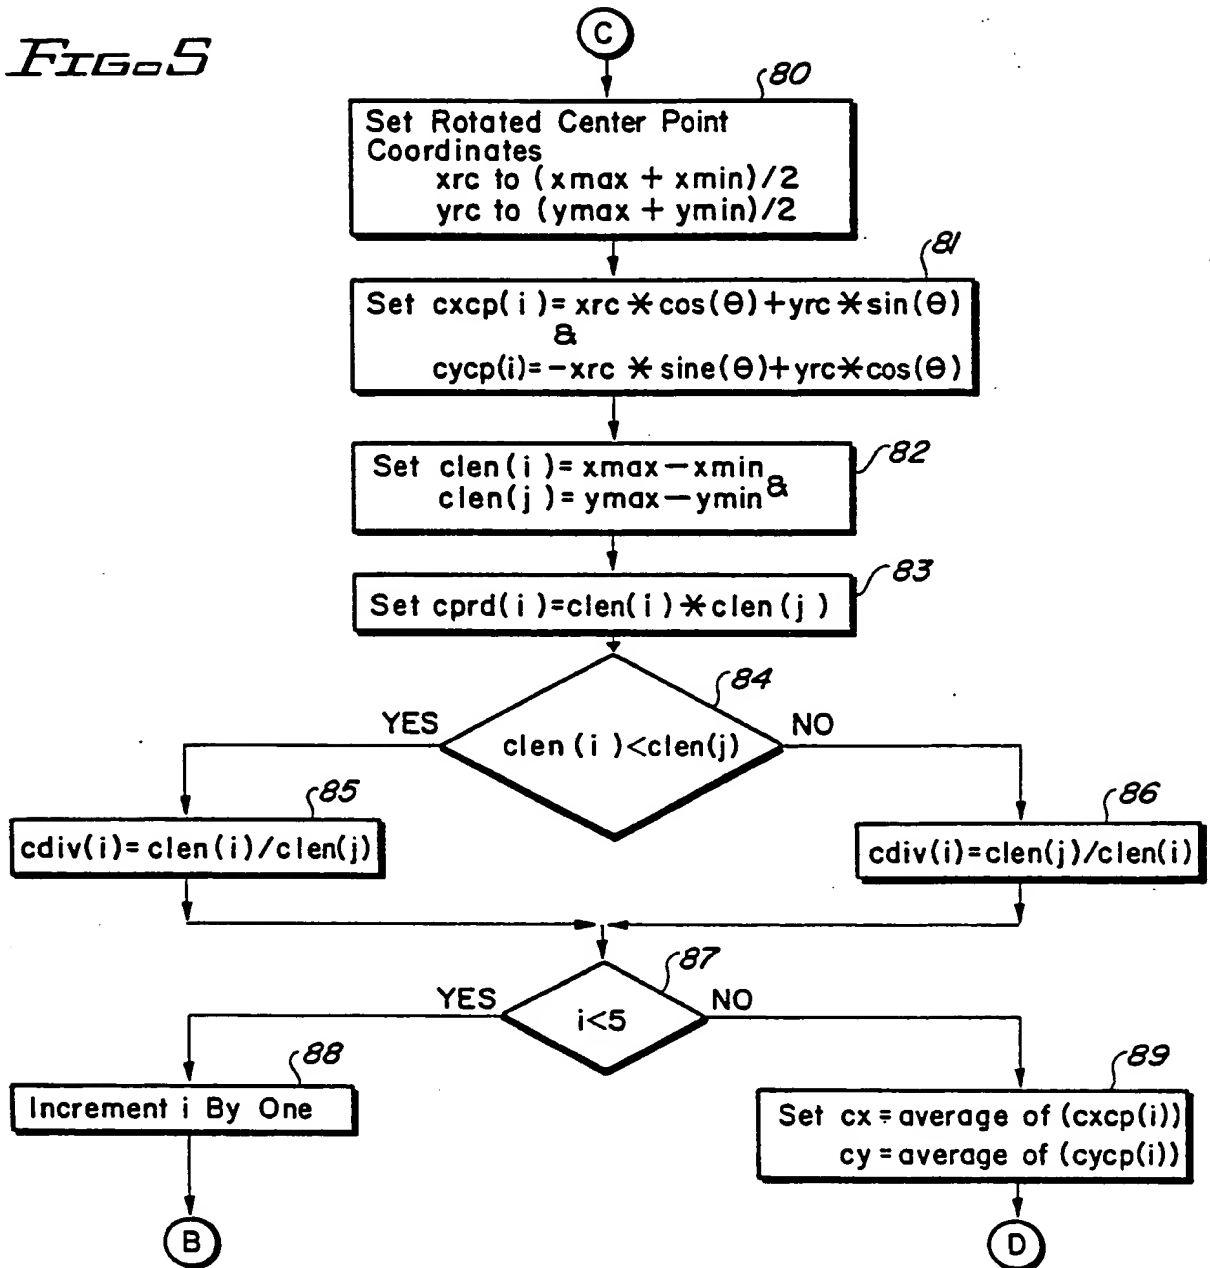 C
FIG. 5
80
Set Rotated Center Point
Coordinates
xrc to (xmax + xmin)/2
yrc to (ymax + ymin)/2
81
Set cxcp(i)= xrc * cos(Θ)+yrc * sin(Θ)
&
cycp(i)= -xrc * sine(Θ)+yrc*cos(Θ)
82
Set clen(i)= xmax - xmin &
clen(j)= ymax - ymin
83
Set cprd(i)=clen(i)*clen(j)
84
YES
clen(i)<clen(j)
NO
85
cdiv(i)=clen(i)/clen(j)
86
cdiv(i)=clen(j)/clen(i)
87
YES
i<5
NO
88
Increment i By One
89
Set cx=average of (cxcp(i))
cy=average of (cycp(i))
B
D